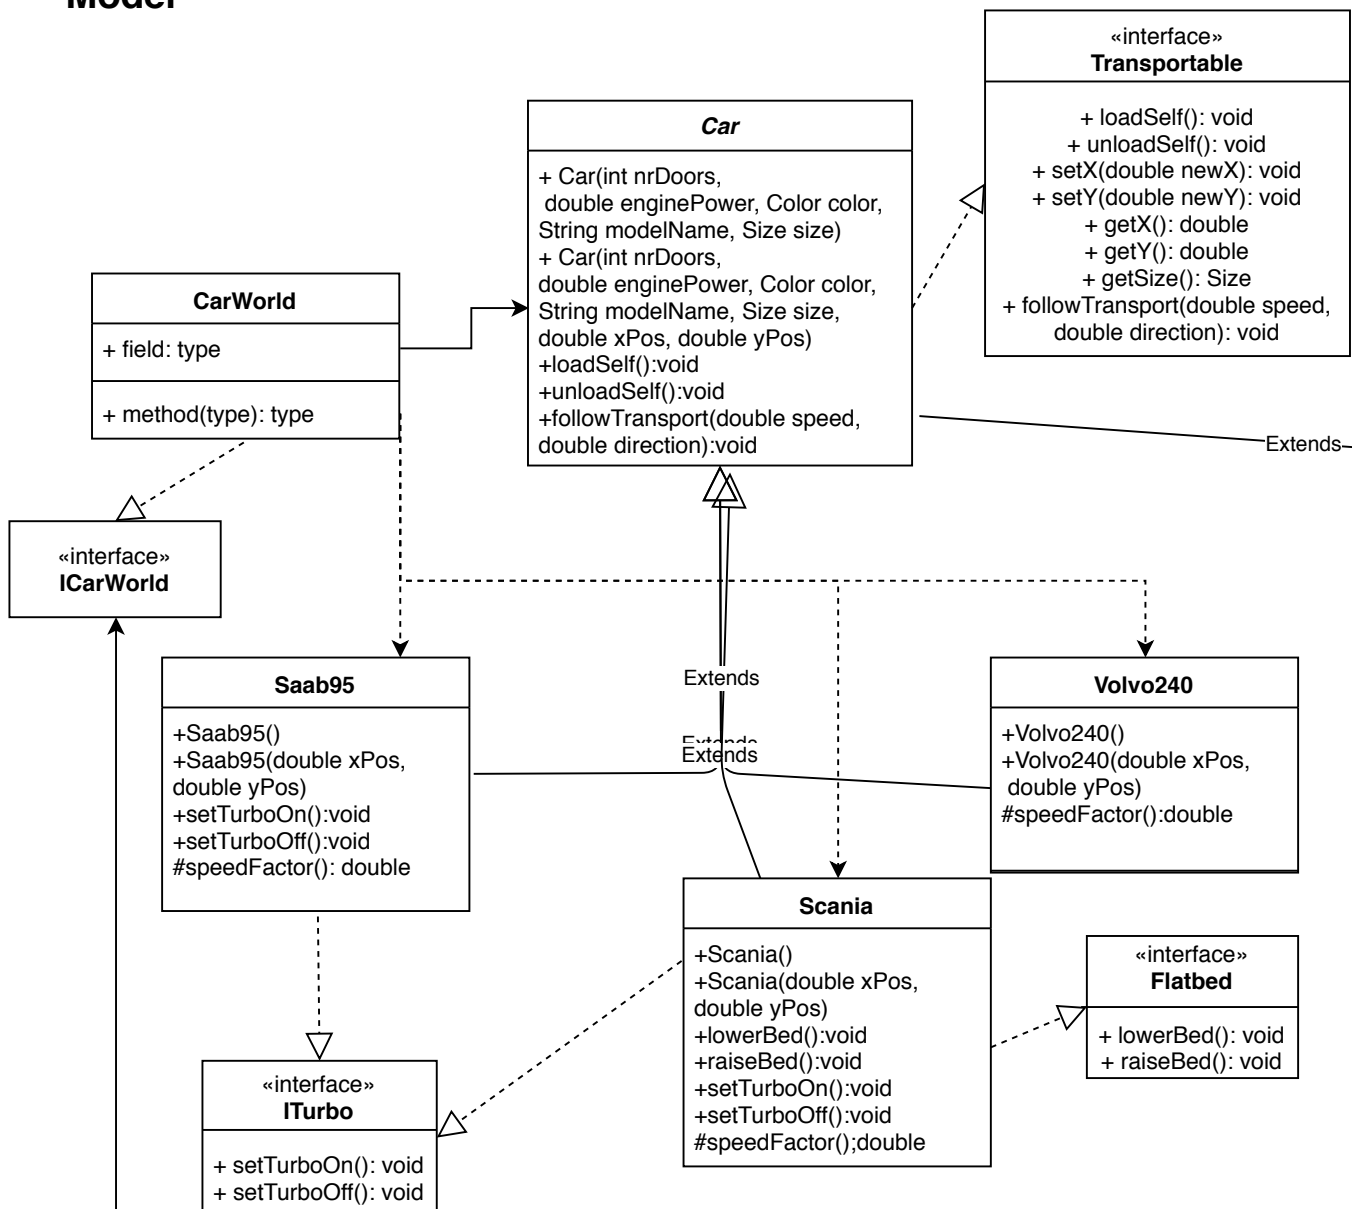 Model
«interface»
Transportable
+ loadSelf(): void
+ unloadSelf(): void
+ setX(double newX): void
+ setY(double newY): void
+ getX(): double
+ getY(): double
+ getSize(): Size
+ followTransport(double speed,
double direction): void
Car
+ Car(int nrDoors,
double enginePower, Color color,
String modelName, Size size)
+ Car(int nrDoors,
double enginePower, Color color,
String modelName, Size size,
double xPos, double yPos)
+loadSelf():void
+unloadSelf():void
+followTransport(double speed,
double direction):void
CarWorld
+ field: type
+ method(type): type
Extends
«interface»
ICarWorld
Extends
Extends
Extends
Saab95
+Saab95()
+Saab95(double xPos,
double yPos)
+setTurboOn():void
+setTurboOff():void
#speedFactor(): double
Volvo240
+Volvo240()
+Volvo240(double xPos,
double yPos)
#speedFactor():double
Scania
+Scania()
+Scania(double xPos,
double yPos)
+lowerBed():void
+raiseBed():void
+setTurboOn():void
+setTurboOff():void
#speedFactor();double
«interface»
Flatbed
+ lowerBed(): void
+ raiseBed(): void
«interface»
ITurbo
+ setTurboOn(): void
+ setTurboOff(): void